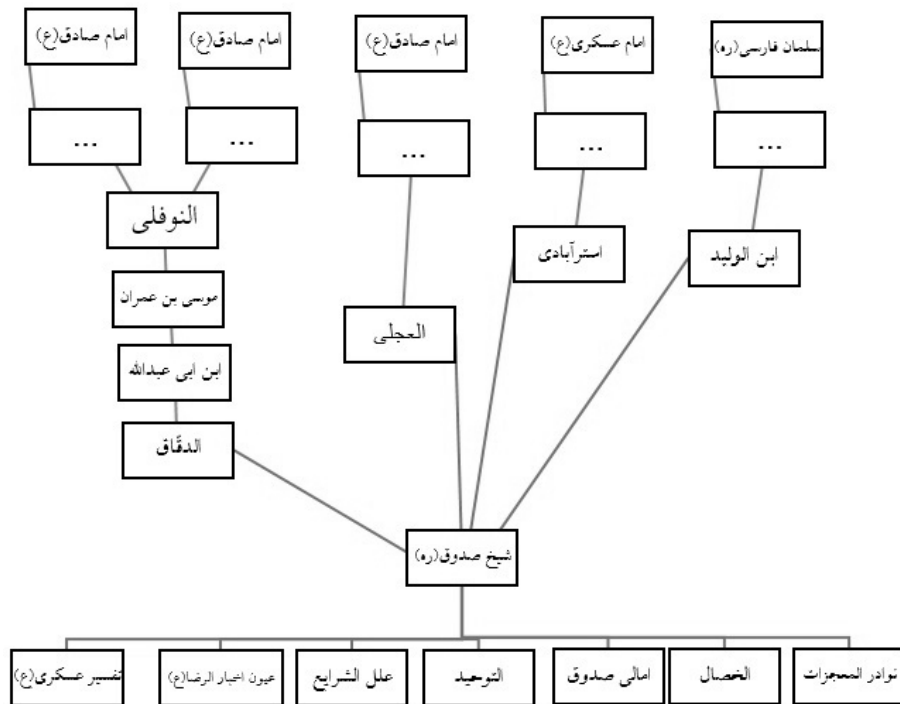 سلمان فارسی(ره)
امام عسکری(ع)
امام صادق(ع)
امام صادق(ع)
امام صادق(ع)
...
...
...
...
...
النوفلی
ابن الولید
استرآبادی
موسی بن عمران
العجلی
ابن ابی عبدالله
الدقّاق
شیخ صدوق(ره)
نوادر المعجزات
الخصال
امالی صدوق
التوحید
علل الشرایع
عیون اخبار الرضا(ع)
تفسیر عسکری(ع)